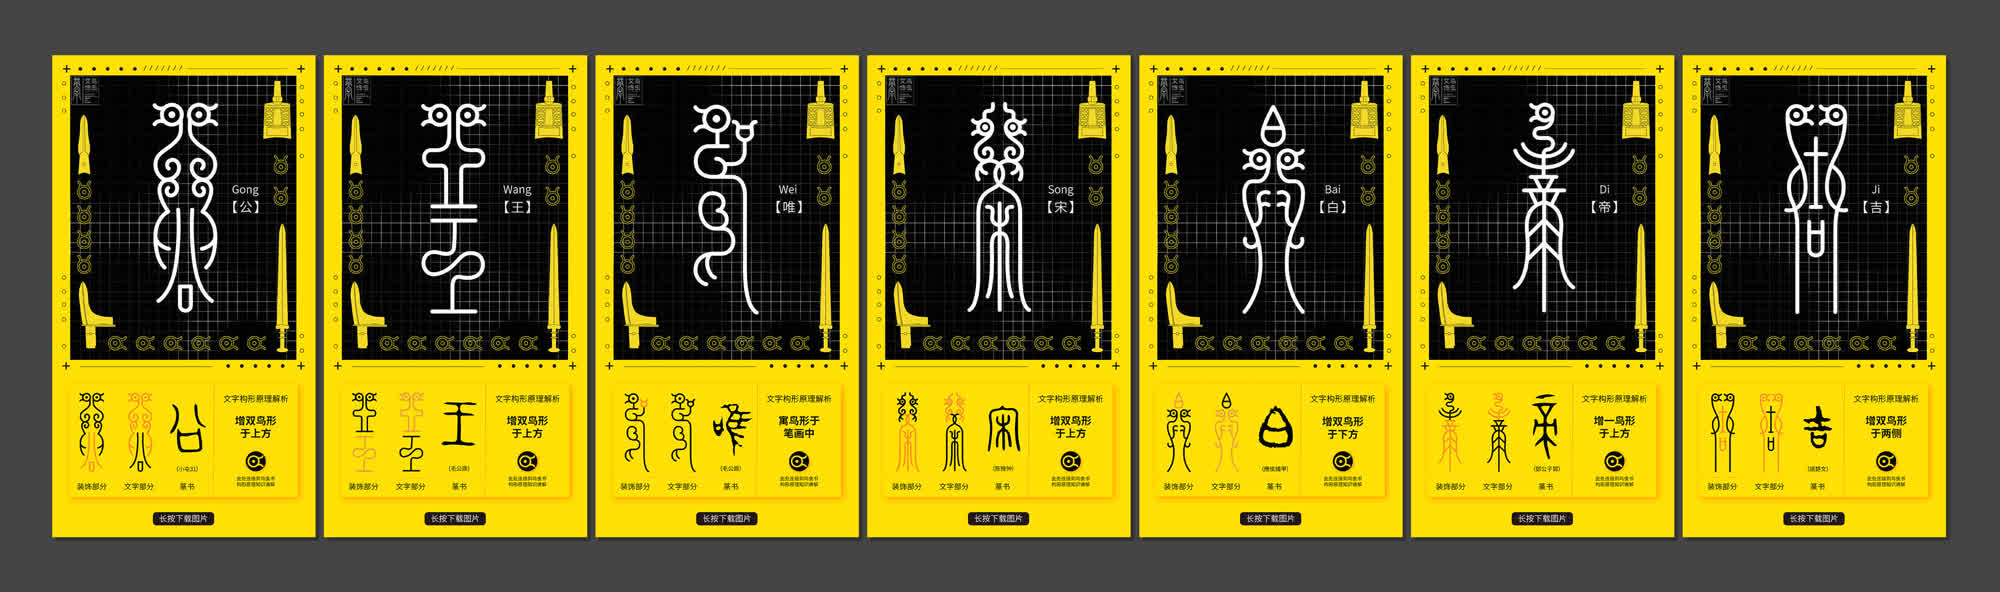 Gong
【公】
文字构形原理解析
增双鸟形
于上方
装饰部分
文字部分
篆书
长按下载图片
Wang
【王】
文字构形原理解析
增双鸟形
于上方
(毛公鼎)
装饰部分
文字部分
篆书
长按下载图片
Wei
【唯】
文字构形原理解析
寓鸟形于
笔画中
(毛公鼎)
装饰部分
文字部分
篆书
长按下载图片
Song
【宋】
文字构形原理解析
增双鸟形
于上方
装饰部分
文字部分
篆书
长按下载图片
Bai
【白】
文字构形原理解析
增双鸟形
于下方
装饰部分
文字部分
篆书
长按下载图片
Di
【帝】
文字构形原理解析
增一鸟形
于上方
装饰部分
文字部分
篆书
长按下载图片
Ji
【吉】
文字构形原理解析
增双鸟形
于两侧
装饰部分
文字部分
篆书
长按下载图片